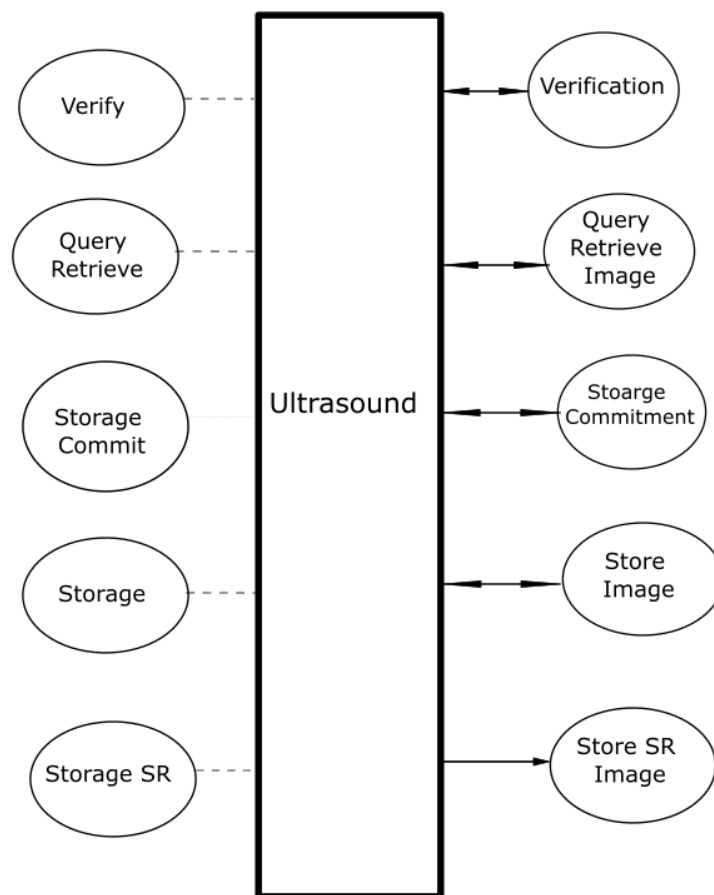 Verify
Verification
Query
Retrieve
Query
Retrieve
Image
Ultrasound
Storage
Commit
Stoarge
Commitment
Storage
Store
Image
Storage SR
Store SR
Image